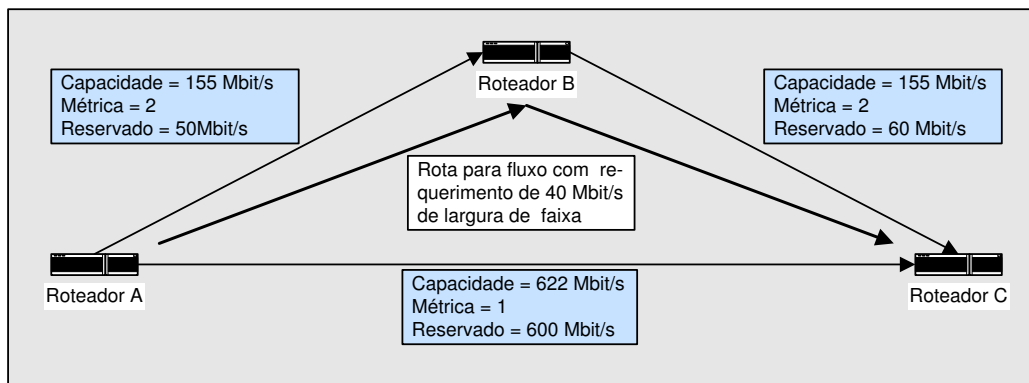 Roteador B
Capacidade = 155 Mbit/s
Métrica = 2
Reservado = 50Mbit/s
Capacidade = 155 Mbit/s
Métrica = 2
Reservado = 60 Mbit/s
Rota para fluxo com re-
querimento de 40 Mbit/s
de largura de faixa
Roteador A
Capacidade = 622 Mbit/s
Métrica = 1
Reservado = 600 Mbit/s
Roteador C